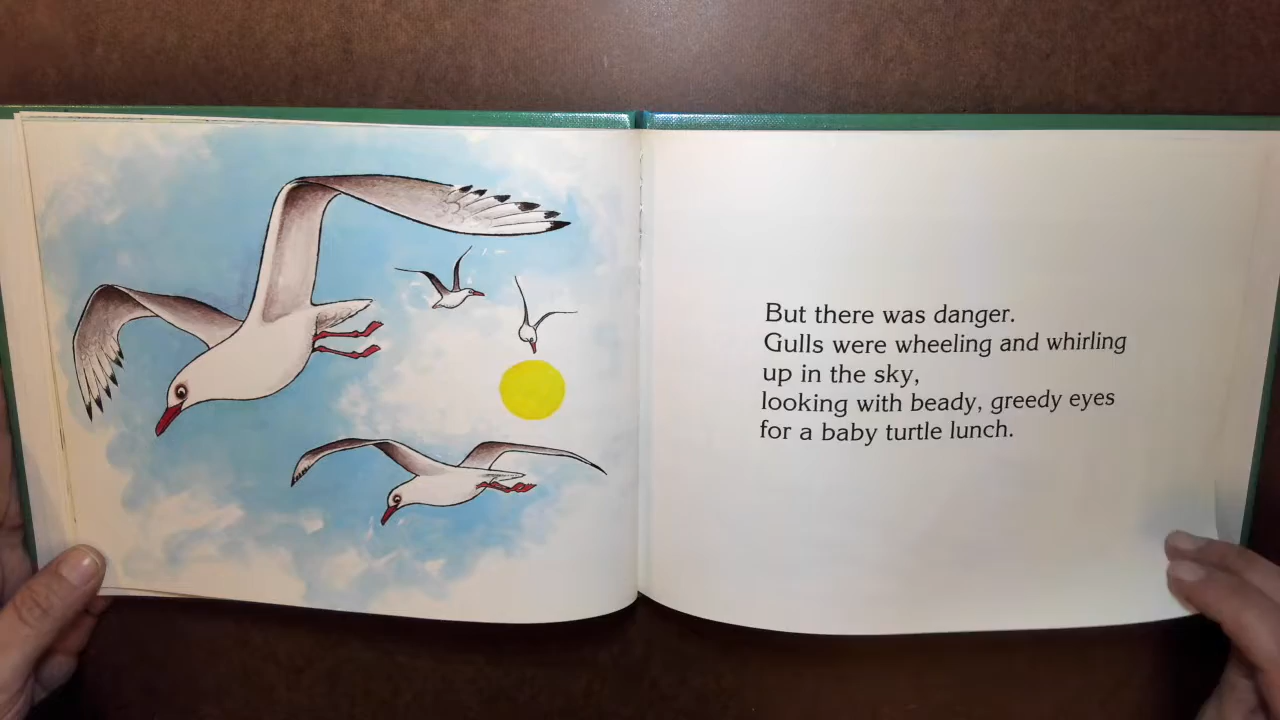 But there was danger.
Gulls were wheeling and whirling
up in the sky,
looking with beady, greedy eyes
for a baby turtle lunch.